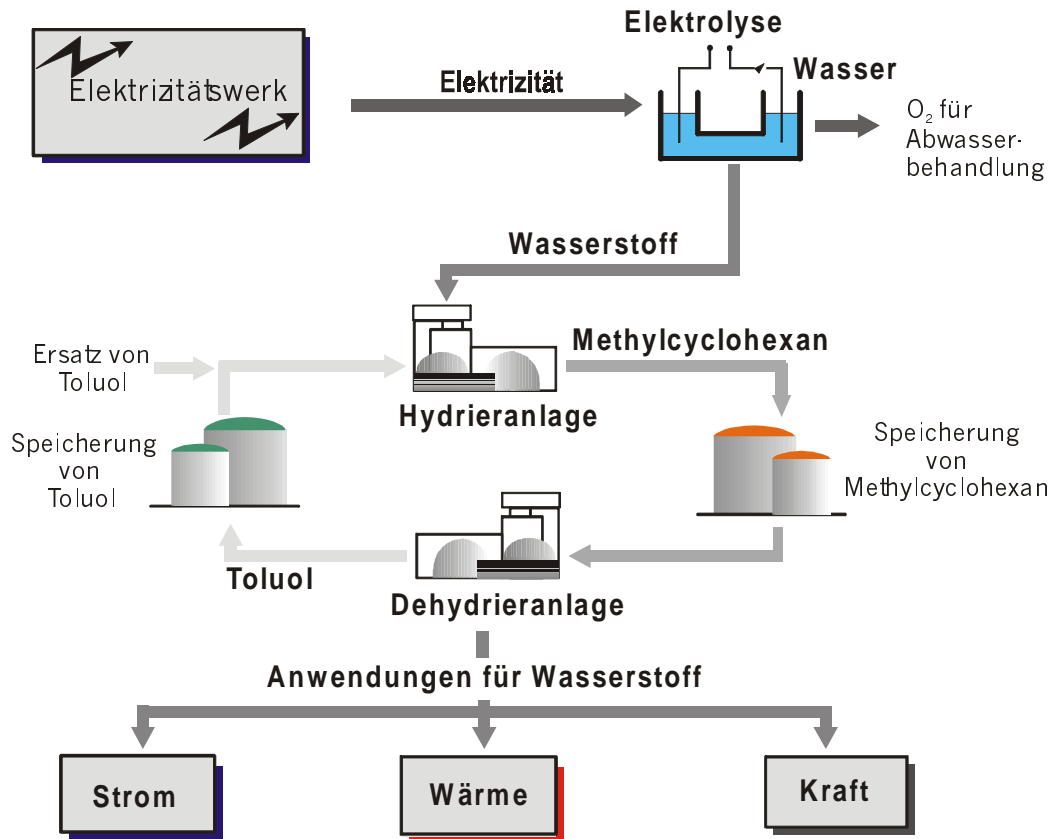 Elektrolyse
Elektrizitätswerk
Elektrizität
Wasser
O₂ für
Abwasser-
behandlung
Wasserstoff
Methylcyclohexan
Ersatz von
Toluol
Hydrieranlage
Speicherung
von
Toluol
Speicherung
von
Methylcyclohexan
Toluol
Dehydrieranlage
Anwendungen für Wasserstoff
Strom
Wärme
Kraft